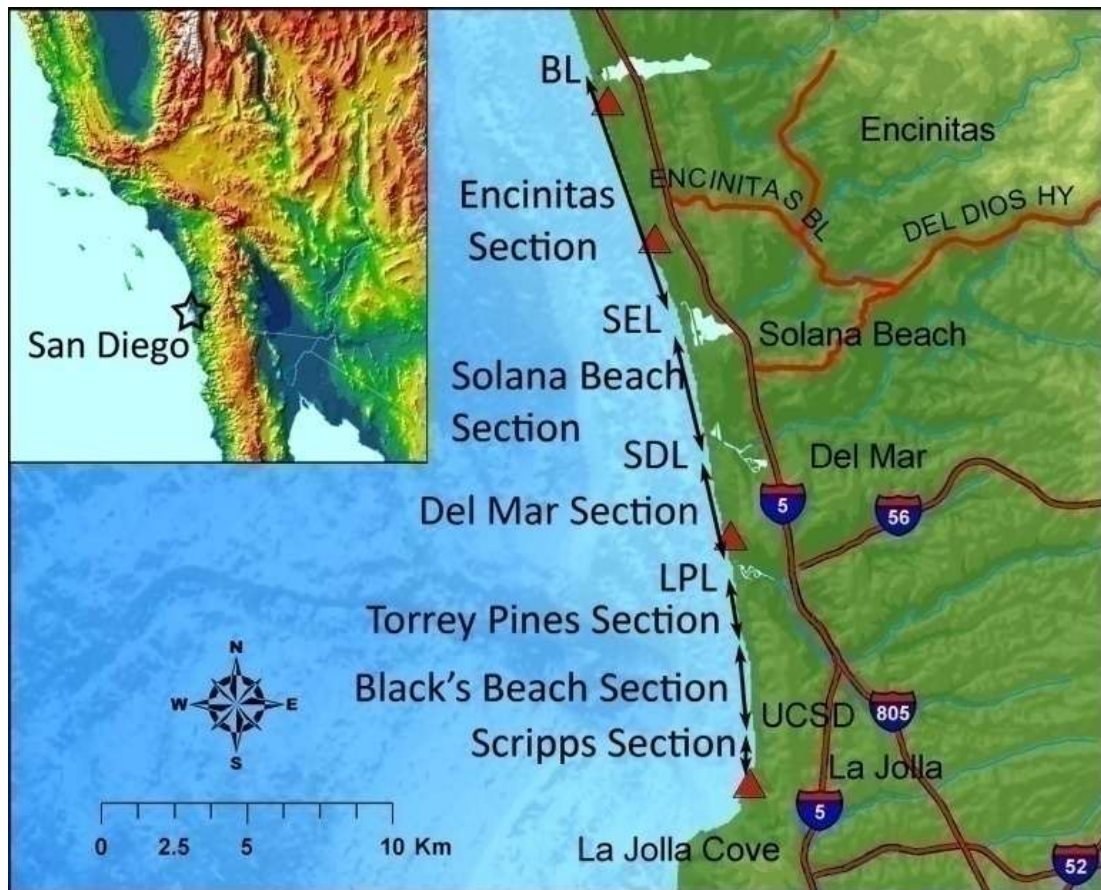 San Diego
BL
Encinitas
Section
SEL
Solana Beach
Section
SDL
Del Mar Section
LPL
Torrey Pines Section
Black's Beach Section
Scripps Section
Encinitas
ENCINITAS BL
DEL DIOS HY
Solana Beach
Del Mar
5
56
UCSD
805
La Jolla
5
La Jolla Cove
52
N
W E
S
0 2.5 5 10 Km